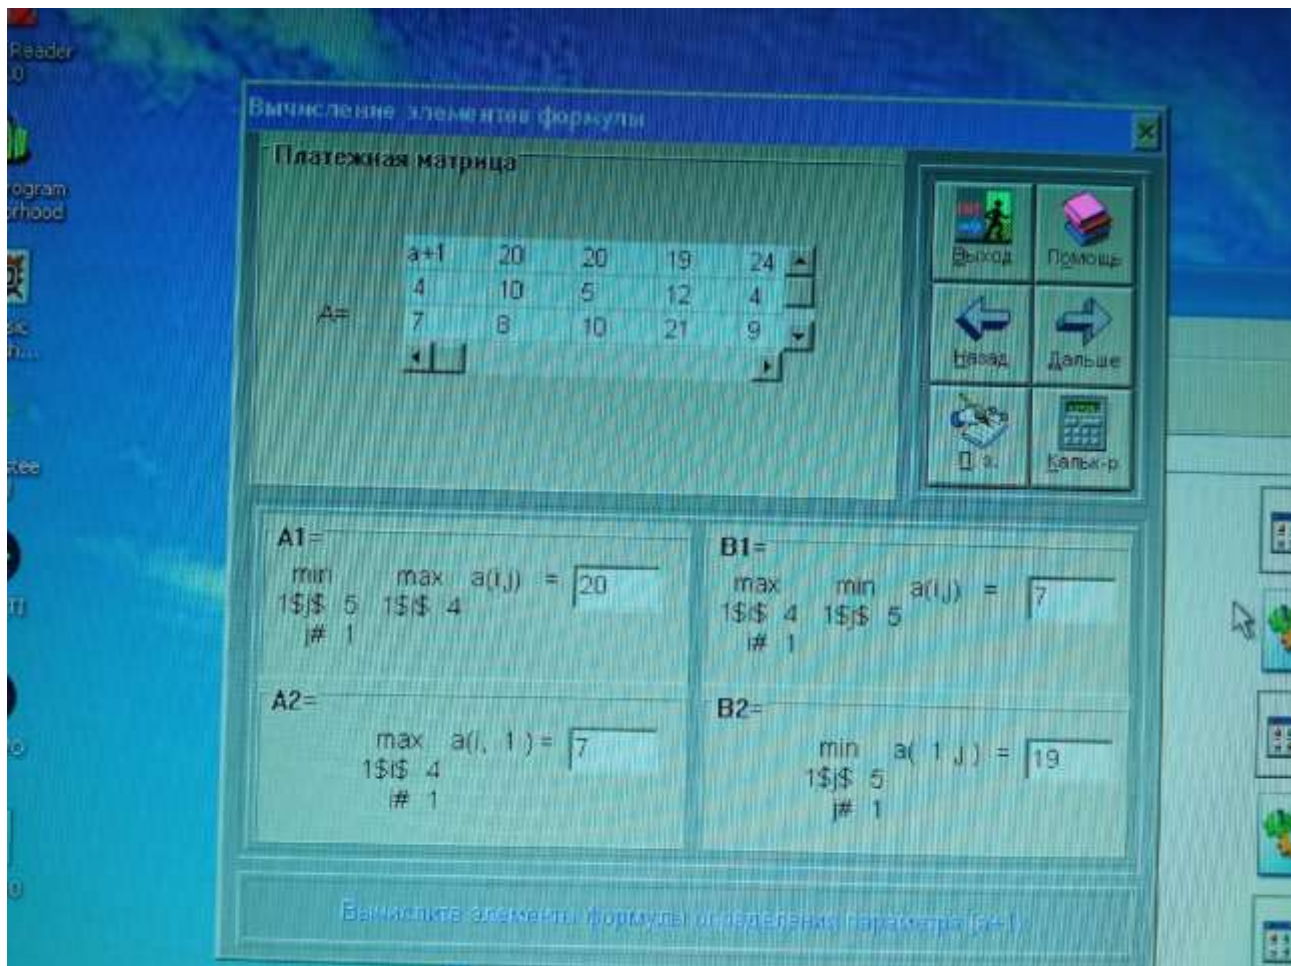 Reader
Вычисление элементов формулы
Платежная матрица
a+1 20 20 19 24
A= 4 10 5 12 4
7 8 10 21 9
Выход Помощь
Назад Дальше
Кальк-р
A1=
min max a(i,j) = 20
1$j$ 5 1$i$ 4
j# 1
B1=
max min a(i,j) = 7
1$i$ 4 1$j$ 5
i# 1
A2=
max a(i, 1 ) = 7
1$i$ 4
i# 1
B2=
min a( 1 ,j ) = 19
1$j$ 5
j# 1
Вычислите элементы формулы определения параметра (a+1)